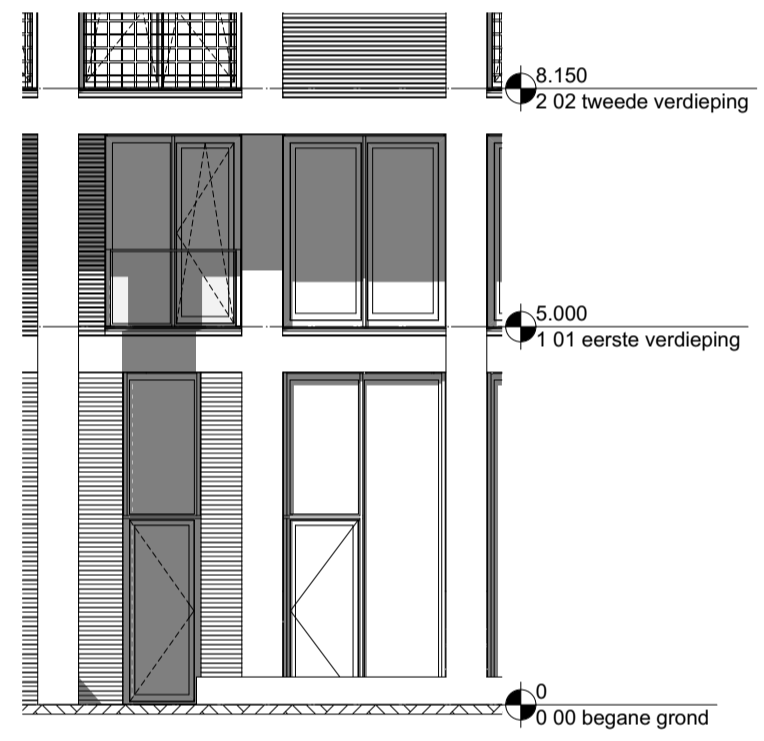 8.150
2 02 tweede verdieping
5.000
1 01 eerste verdieping
0
0 00 begane grond